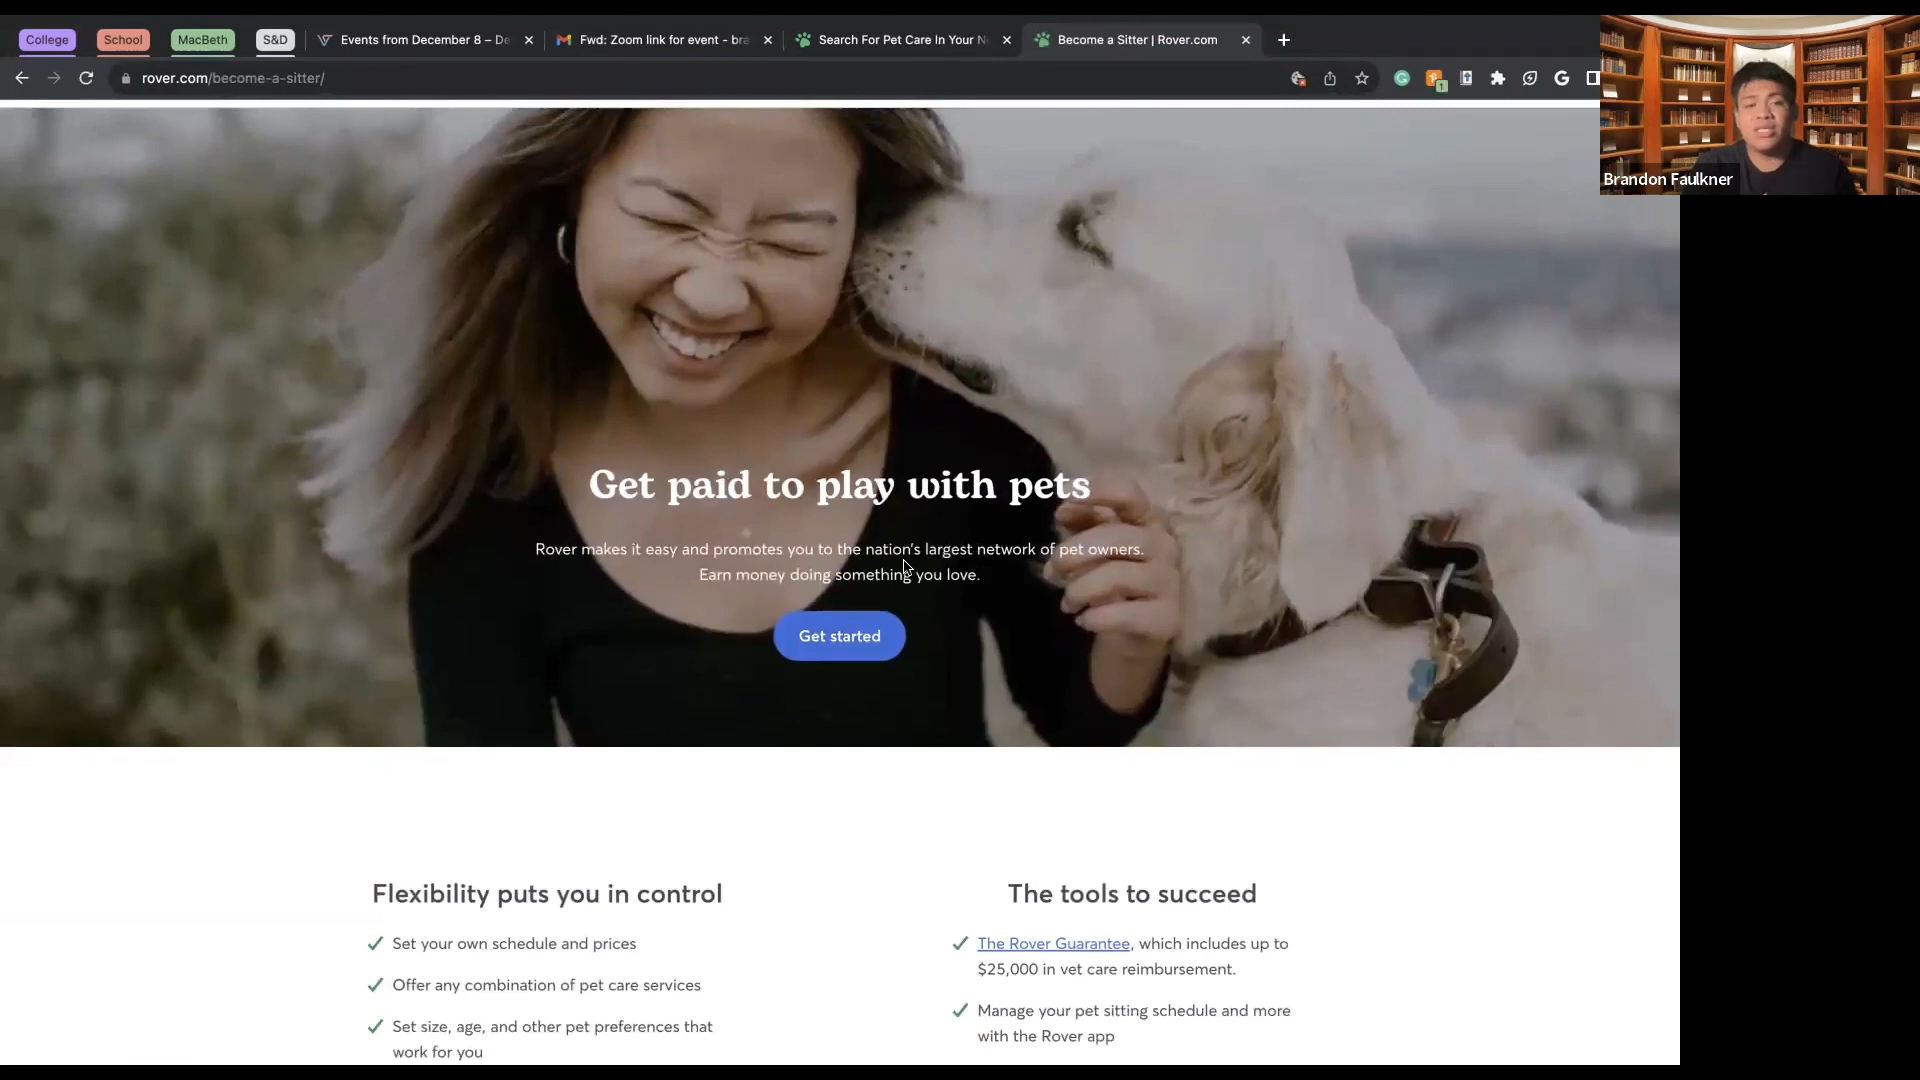 College
School
MacBeth
S&D
Events from December 8 – De
Fwd: Zoom link for event - bra
Search For Pet Care In Your N
Become a Sitter | Rover.com
rover.com/become-a-sitter/
1
Brandon Faulkner
Get paid to play with pets
Rover makes it easy and promotes you to the nation's largest network of pet owners.
Earn money doing something you love.
Get started
Flexibility puts you in control
Set your own schedule and prices
Offer any combination of pet care services
Set size, age, and other pet preferences that
work for you
The tools to succeed
The Rover Guarantee, which includes up to
$25,000 in vet care reimbursement.
Manage your pet sitting schedule and more
with the Rover app